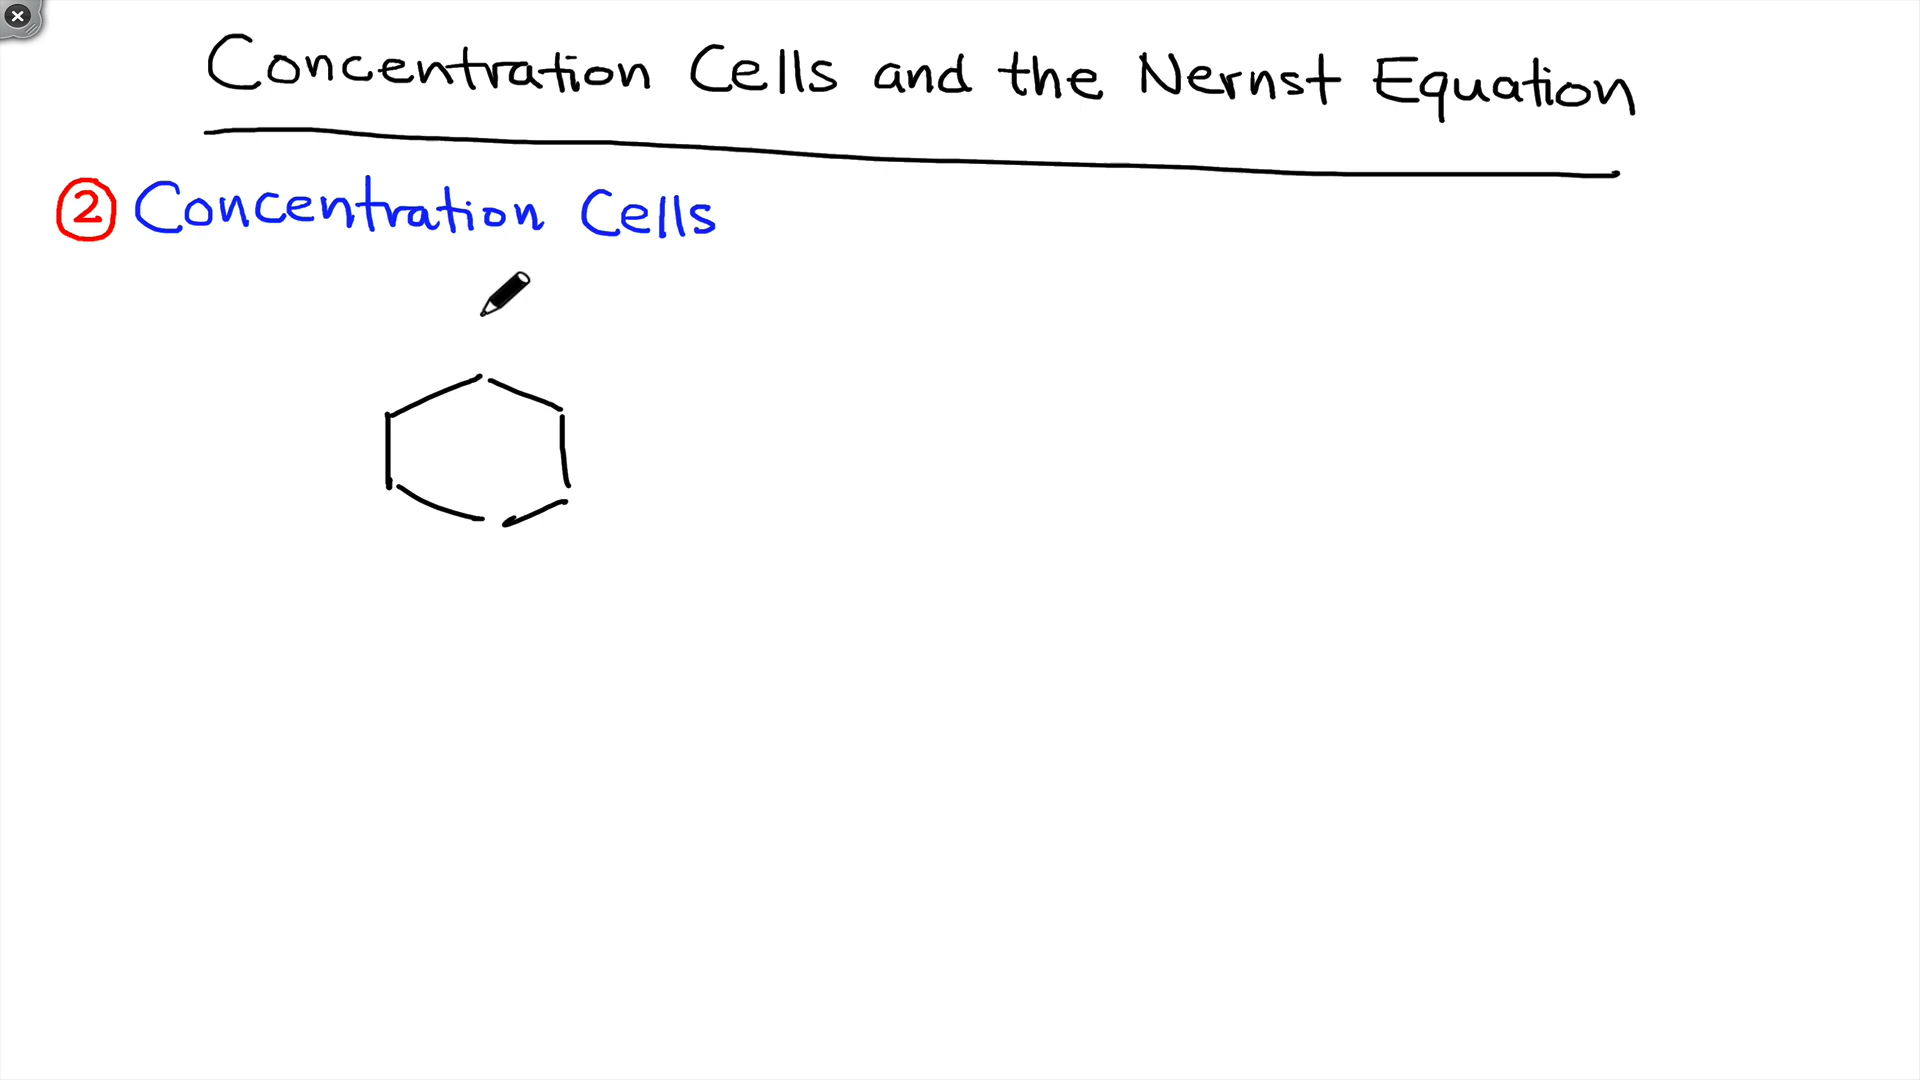 Concentration Cells and the Nernst Equation
② Concentration Cells